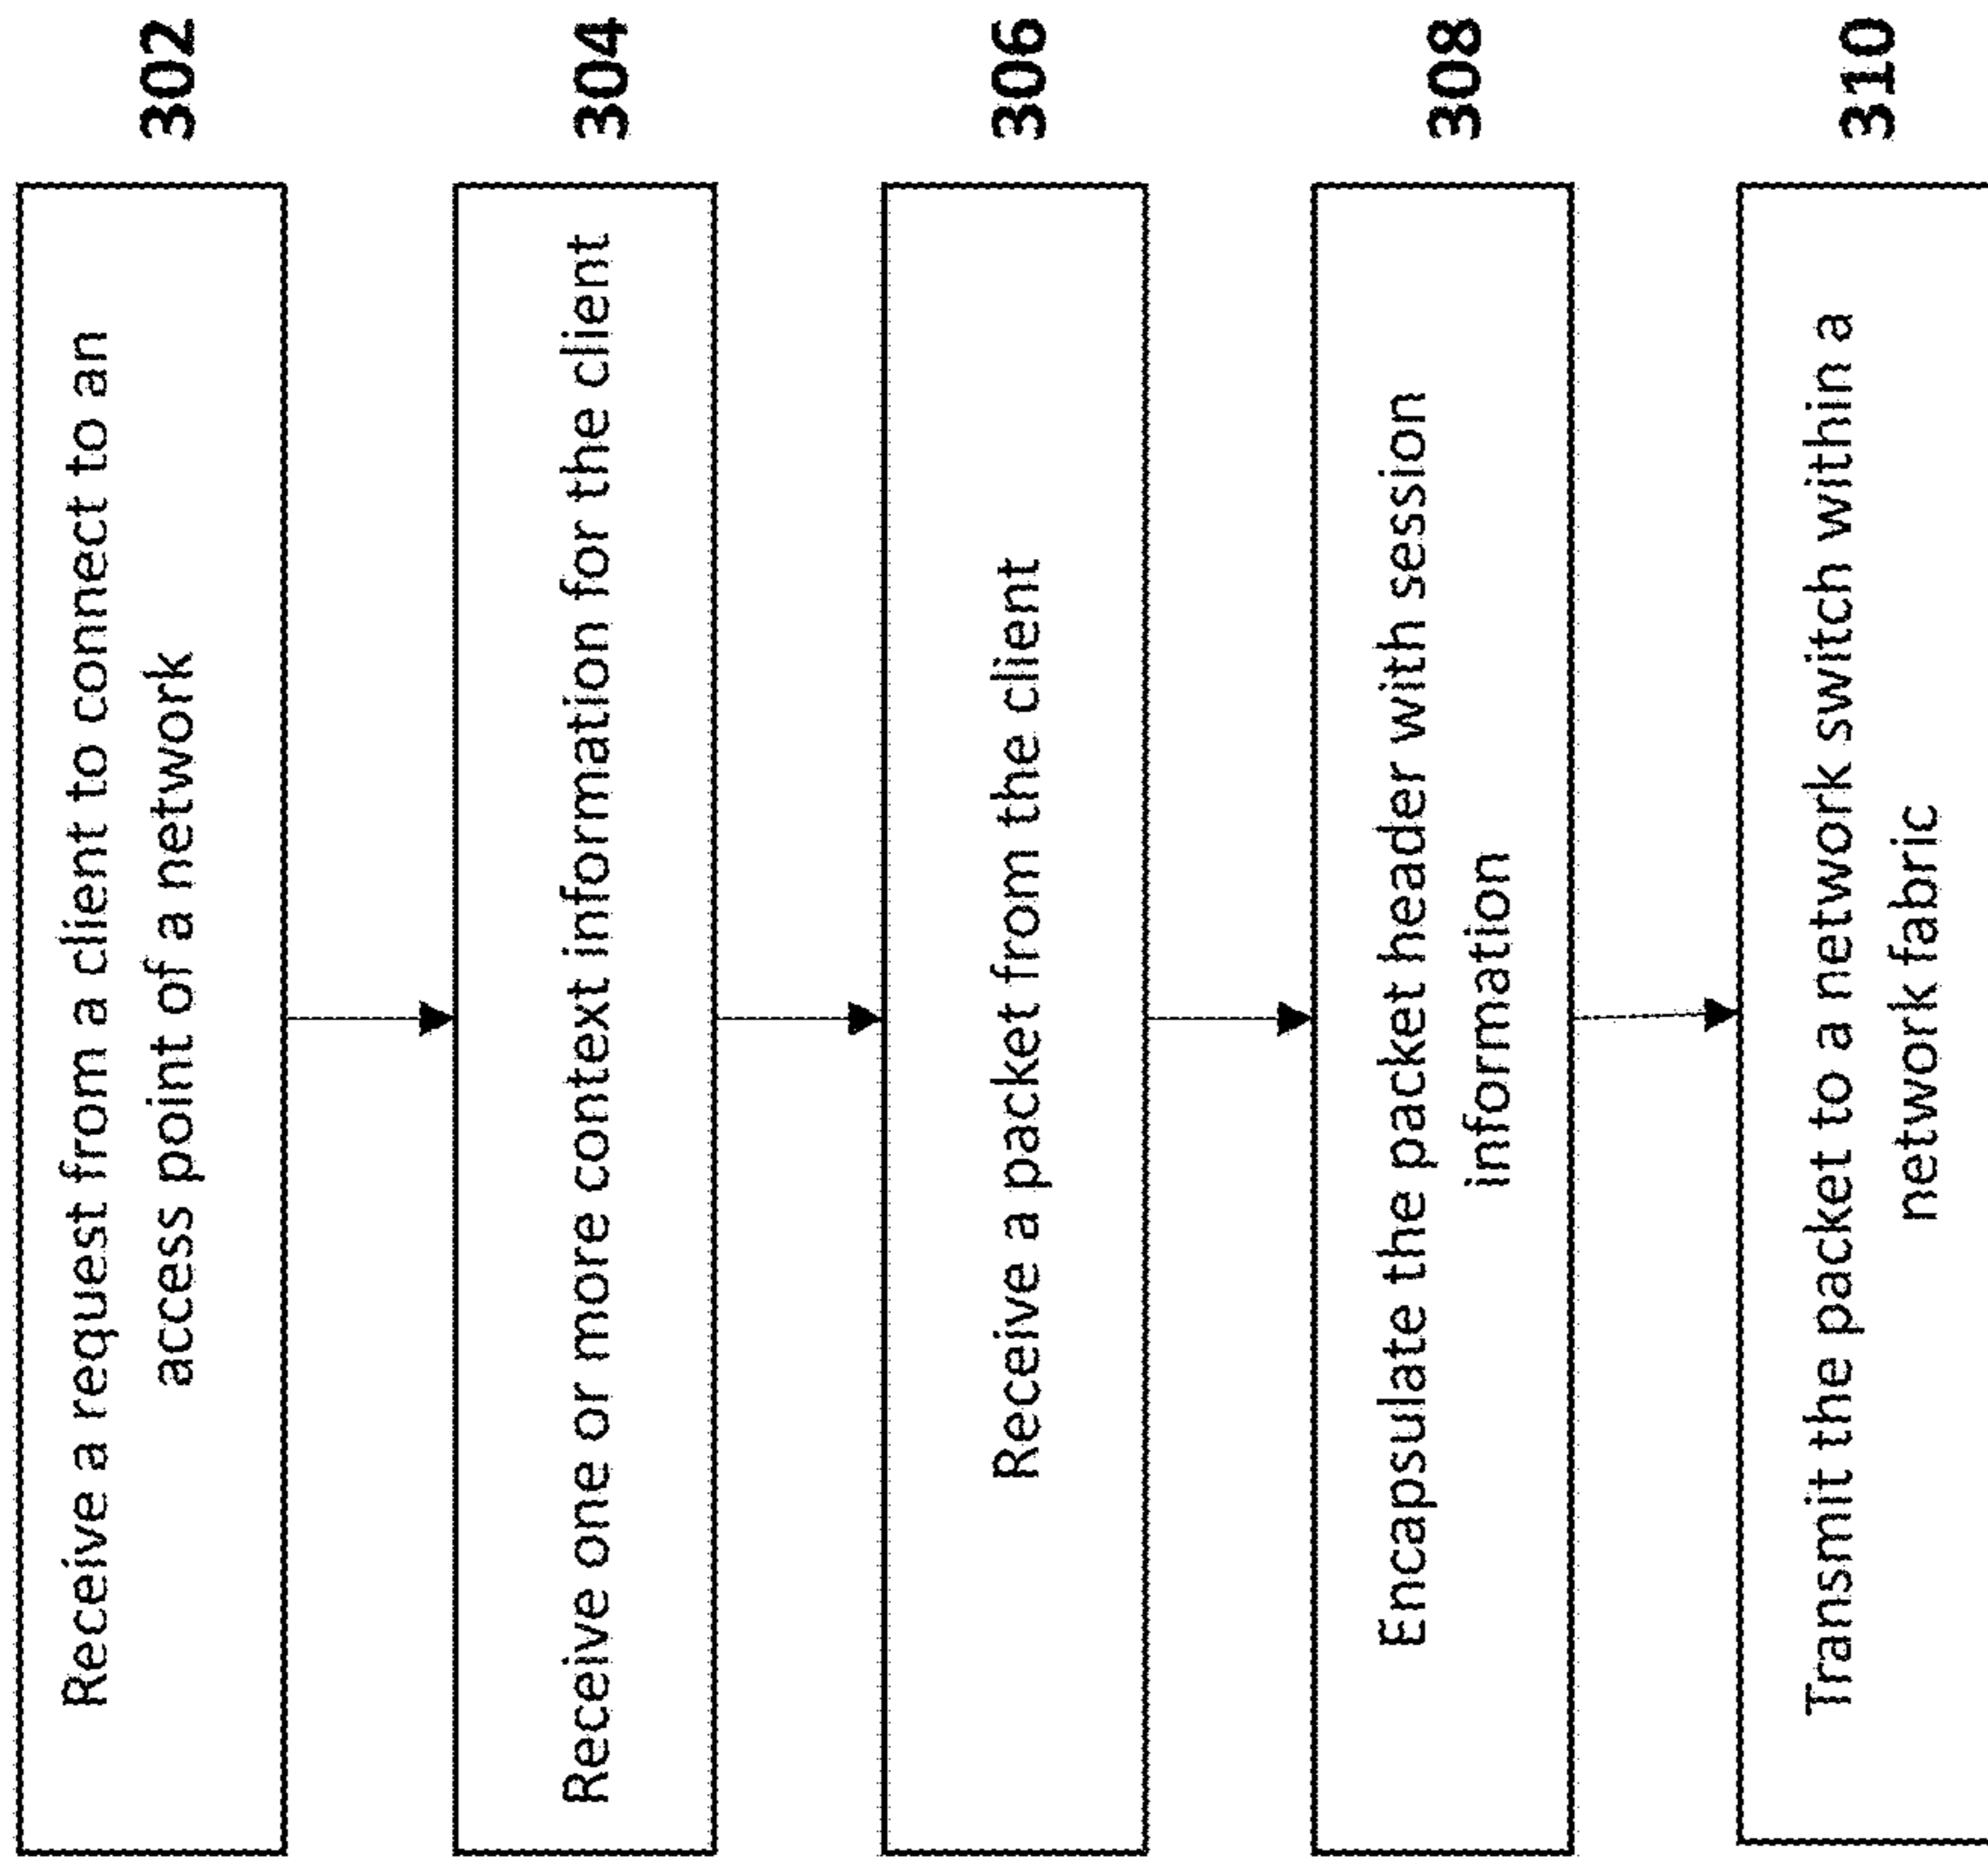 Receive a request from a client to connect to an
access point of a network
302
Receive one or more context information for the client
304
Receive a packet from the client
306
Encapsulate the packet header with session
information
308
Transmit the packet to a network switch within a
network fabric
310